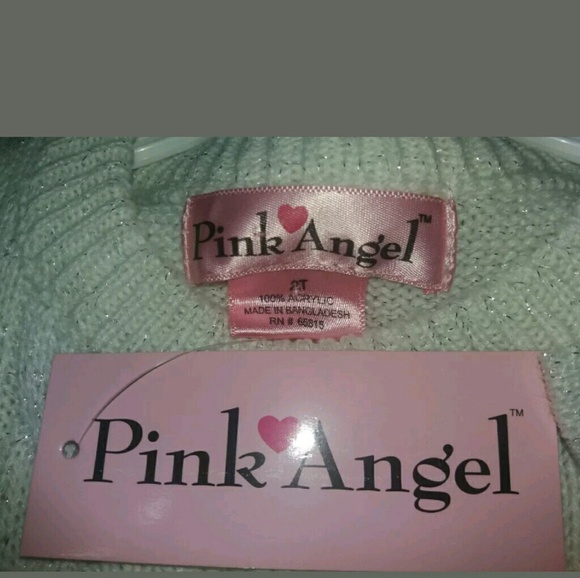 Pink Angel™
2T
100% ACRYLIC
MADE IN BANGLADESH
RN # 65815
Pink Angel™